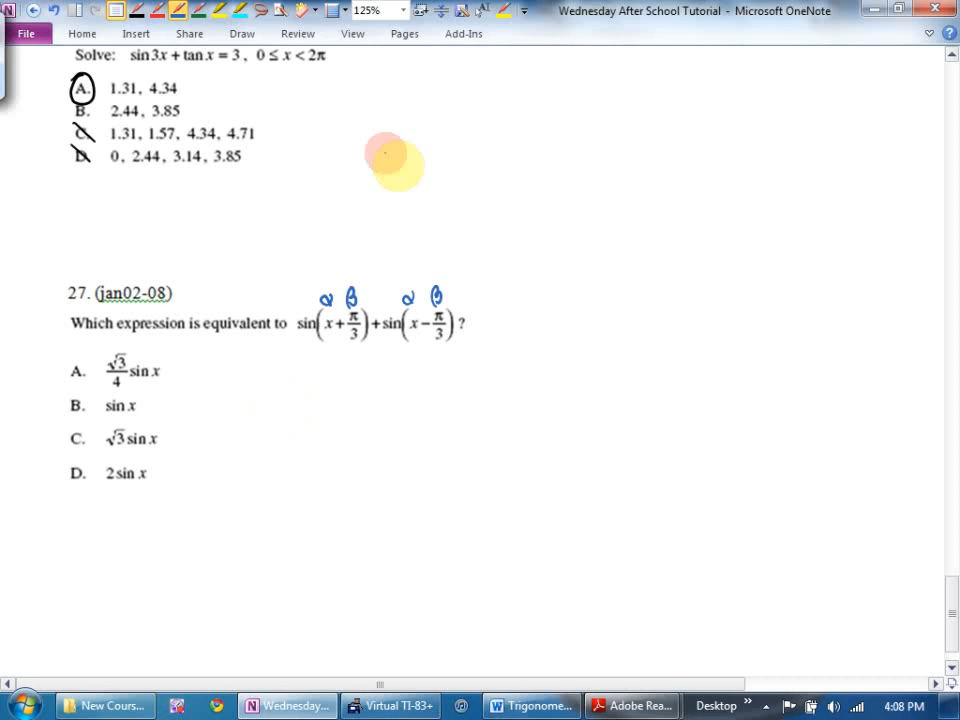 125%
Wednesday After School Tutorial - Microsoft OneNote
File Home Insert Draw Review View Pages Add-Ins
Solve: sin 3x + tan x = 3 , 0 ≤ x < 2π
A. 1.31, 4.34
B. 2.44, 3.85
C. 1.31, 1.57, 4.34, 4.71
D. 0, 2.44, 3.14, 3.85
27. (jan02-08)
α β α β
Which expression is equivalent to sin(x + π/3) + sin(x − π/3) ?
A. √3/4 sin x
B. sin x
C. √3 sin x
D. 2 sin x
New Cours... Wednesday... Virtual TI-83+ Trigonome... Adobe Rea... Desktop » 4:08 PM